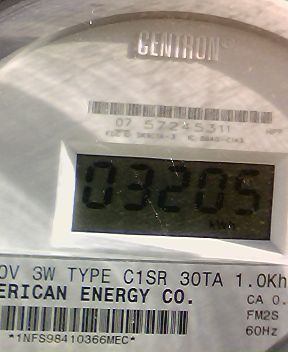 CENTRON®
07 57245311
03205
kWh
0V 3W TYPE C1SR 30TA 1.0Kh
ERICAN ENERGY CO.
CA 0.
FM2S
60Hz
*1NFS98410366MEC*